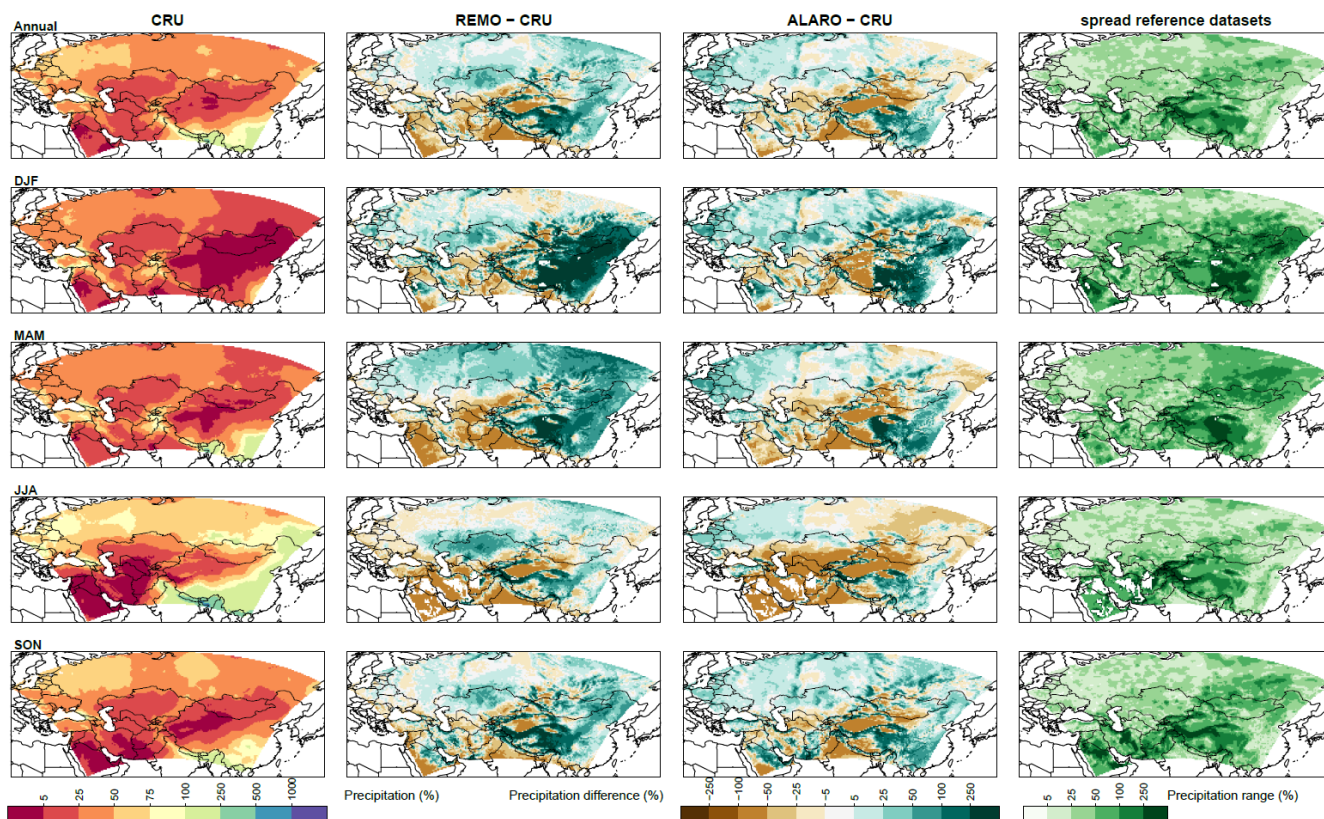 CRU
REMO − CRU
ALARO − CRU
spread reference datasets
Annual
DJF
MAM
JJA
SON
5 25 50 75 100 250 500 1000
Precipitation (%)
Precipitation difference (%)
−250 −100 −50 −25 −5 5 25 50 100 250
5 25 50 100 250
Precipitation range (%)